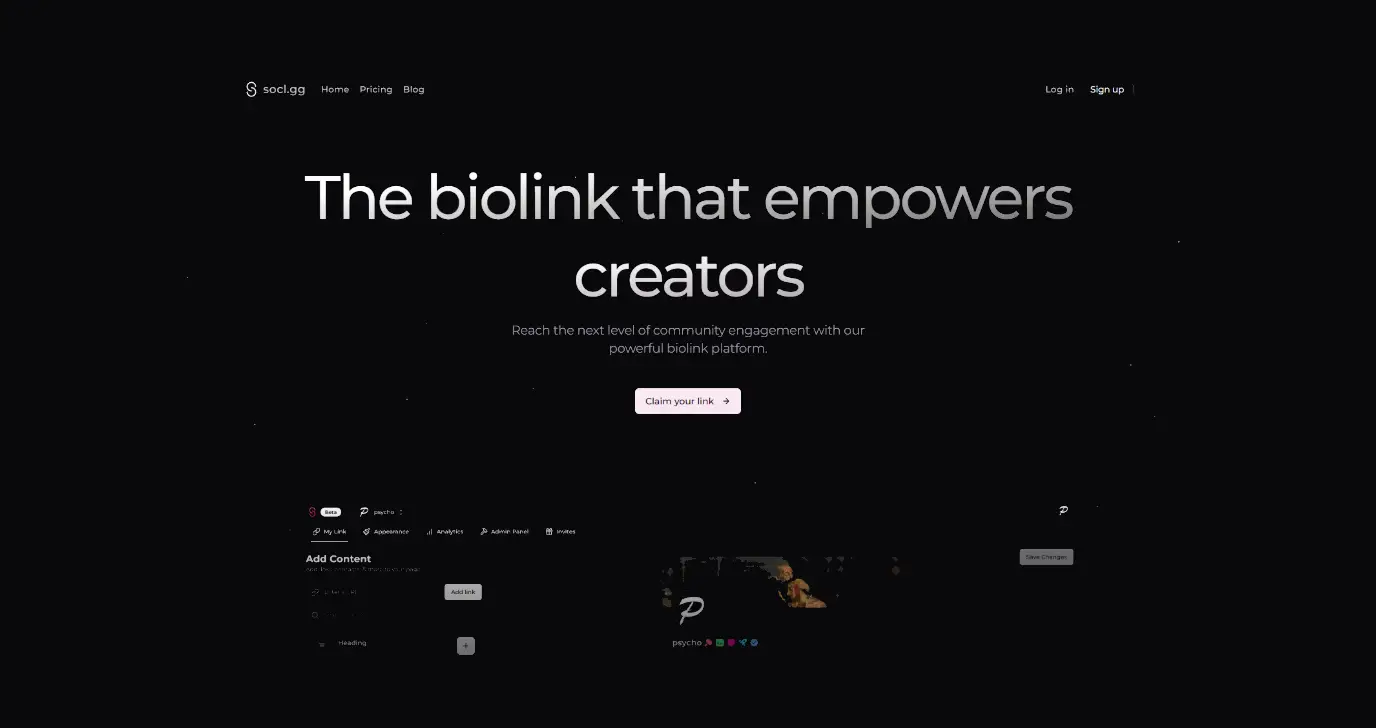 socl.gg Home Pricing Blog Log in Sign up
The biolink that empowers
creators
Reach the next level of community engagement with our
powerful biolink platform.
Claim your link
Beta psycho
My Link Appearance Analytics Admin Panel Invites
Add Content
Save Changes
Add link
Heading
psycho